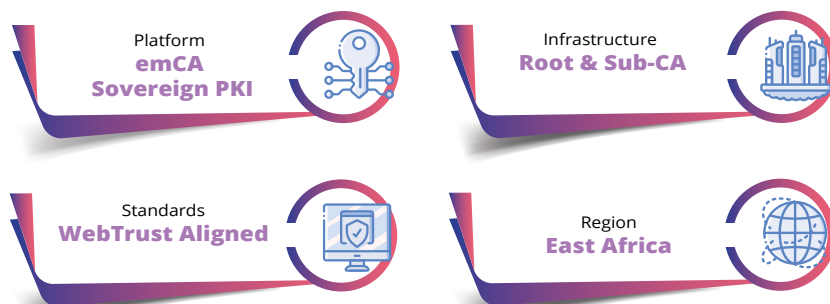 Platform
emCA
Sovereign PKI
Infrastructure
Root & Sub-CA
Standards
WebTrust Aligned
Region
East Africa